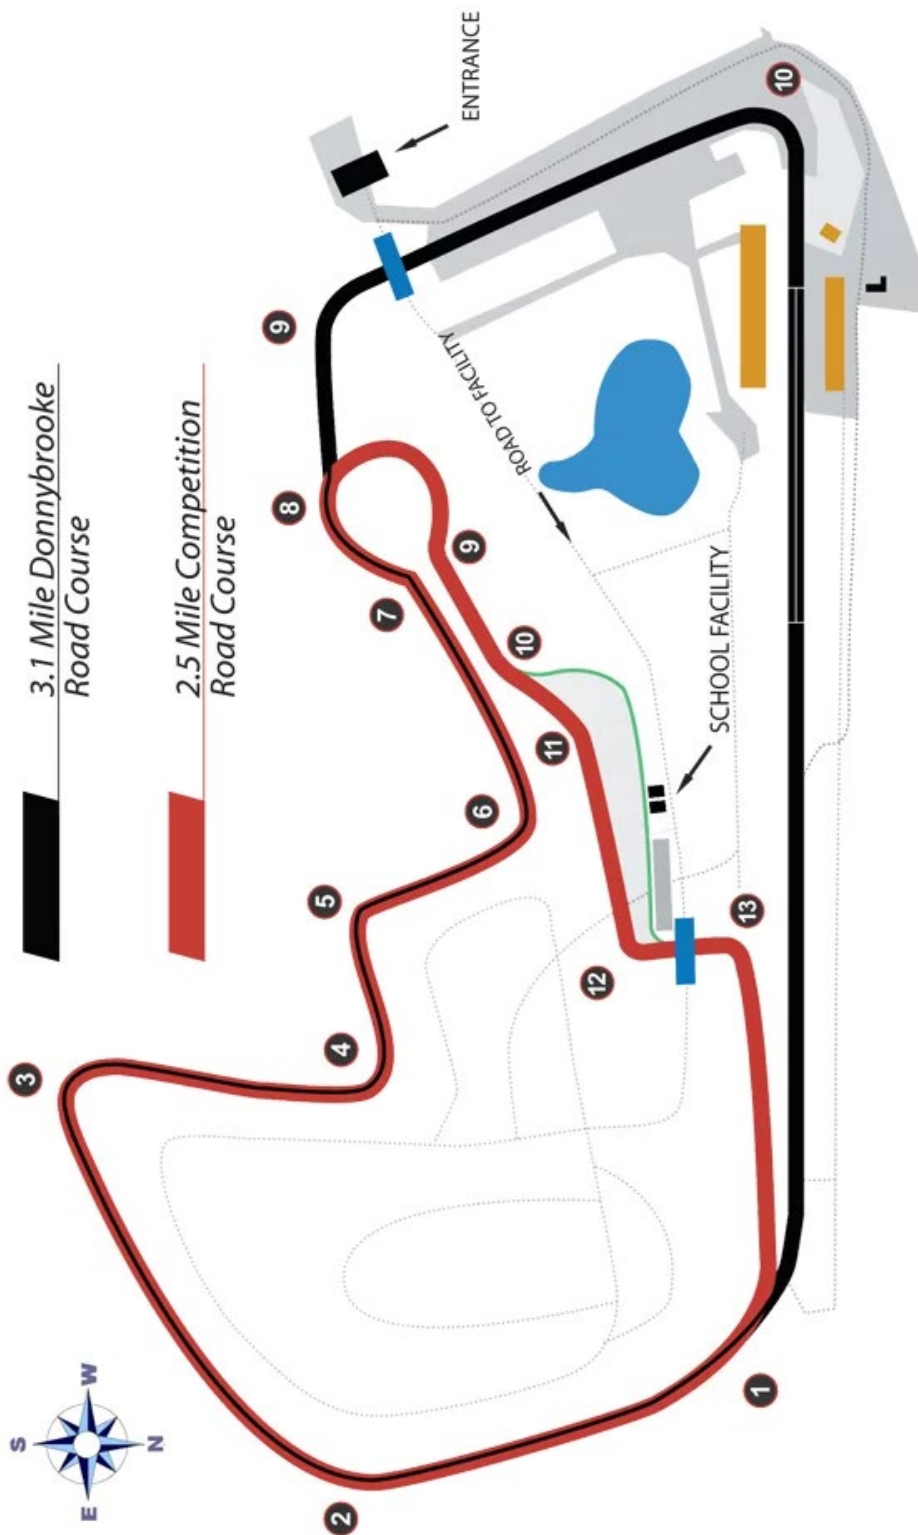 3.1 Mile Donnybrooke
Road Course
2.5 Mile Competition
Road Course
ENTRANCE
ROAD TO FACILITY
SCHOOL FACILITY
S
W
N
E
1
2
3
4
5
6
7
8
9
10
9
10
11
12
13
L